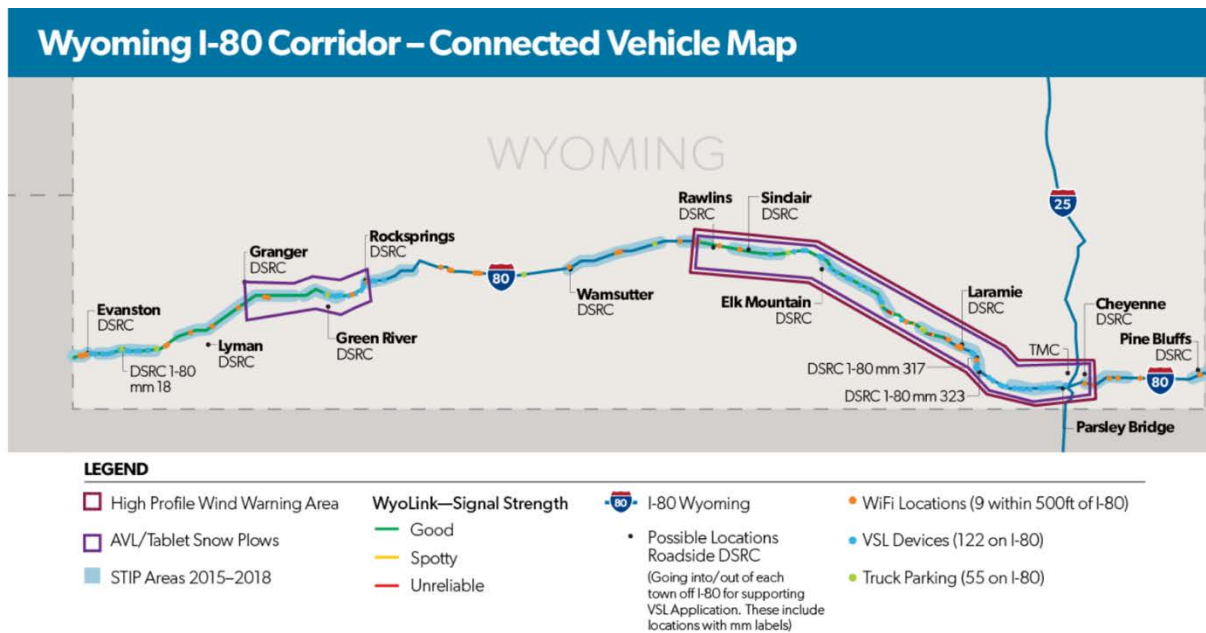 Wyoming I-80 Corridor – Connected Vehicle Map
WYOMING
25
Rawlins
DSRC
Sinclair
DSRC
Rocksprings
DSRC
Granger
DSRC
80
Wamsutter
DSRC
Elk Mountain
DSRC
Laramie
DSRC
Cheyenne
DSRC
Evanston
DSRC
Lyman
DSRC
Green River
DSRC
Pine Bluffs
DSRC
TMC
DSRC 1-80
mm 18
DSRC 1-80 mm 317
80
DSRC 1-80 mm 323
Parsley Bridge
LEGEND
High Profile Wind Warning Area
AVL/Tablet Snow Plows
STIP Areas 2015–2018
WyoLink—Signal Strength
Good
Spotty
Unreliable
80
I-80 Wyoming
Possible Locations
Roadside DSRC
(Going into/out of each
town off I-80 for supporting
VSL Application. These include
locations with mm labels)
WiFi Locations (9 within 500ft of I-80)
VSL Devices (122 on I-80)
Truck Parking (55 on I-80)